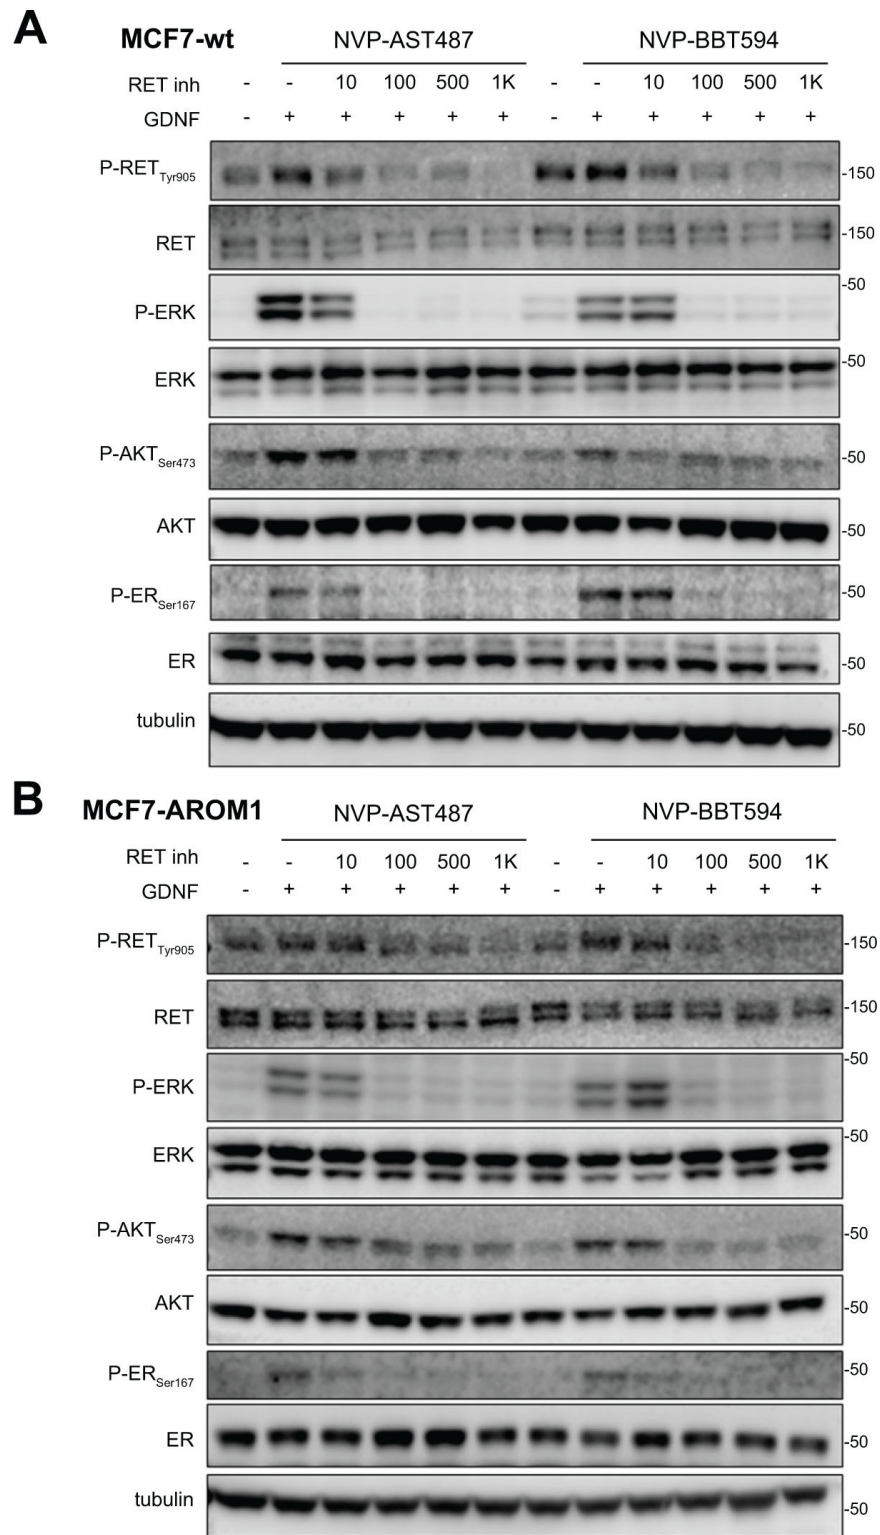 A
MCF7-wt NVP-AST487 NVP-BBT594
RET inh - - 10 100 500 1K - - 10 100 500 1K
GDNF - + + + + + - + + + + +
P-RETTyr905 -150
RET -150
P-ERK -50
ERK -50
P-AKTSer473 -50
AKT -50
P-ERSer167 -50
ER -50
tubulin -50
B
MCF7-AROM1 NVP-AST487 NVP-BBT594
RET inh - - 10 100 500 1K - - 10 100 500 1K
GDNF - + + + + + - + + + + +
P-RETTyr905 -150
RET -150
P-ERK -50
ERK -50
P-AKTSer473 -50
AKT -50
P-ERSer167 -50
ER -50
tubulin -50